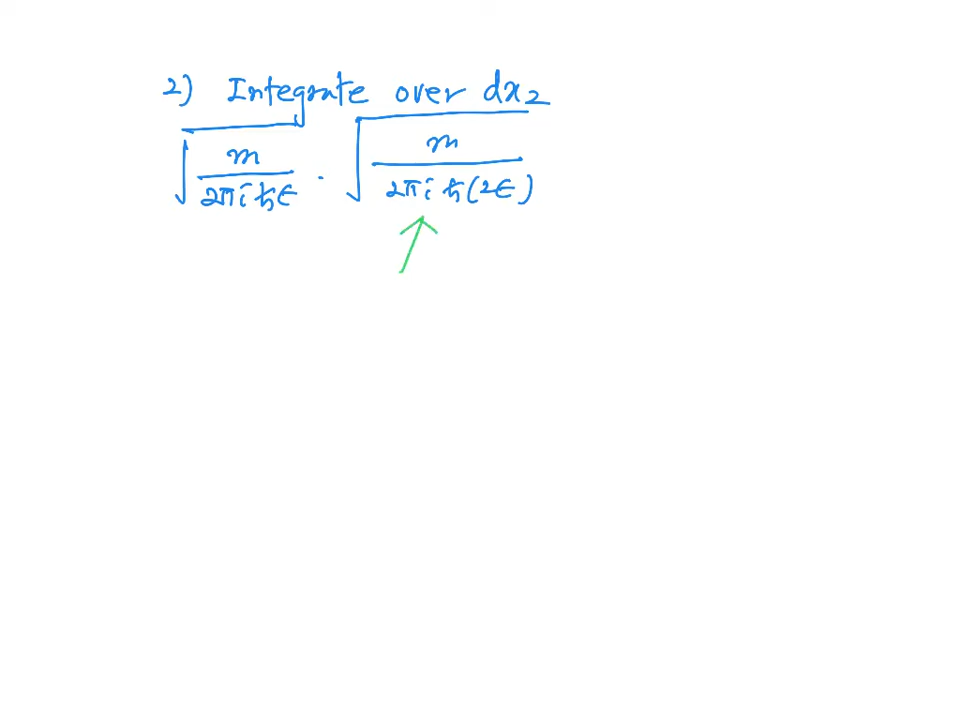 2) Integrate over dx₂
√(m / 2πiℏϵ) · √(m / 2πiℏ(2ϵ))